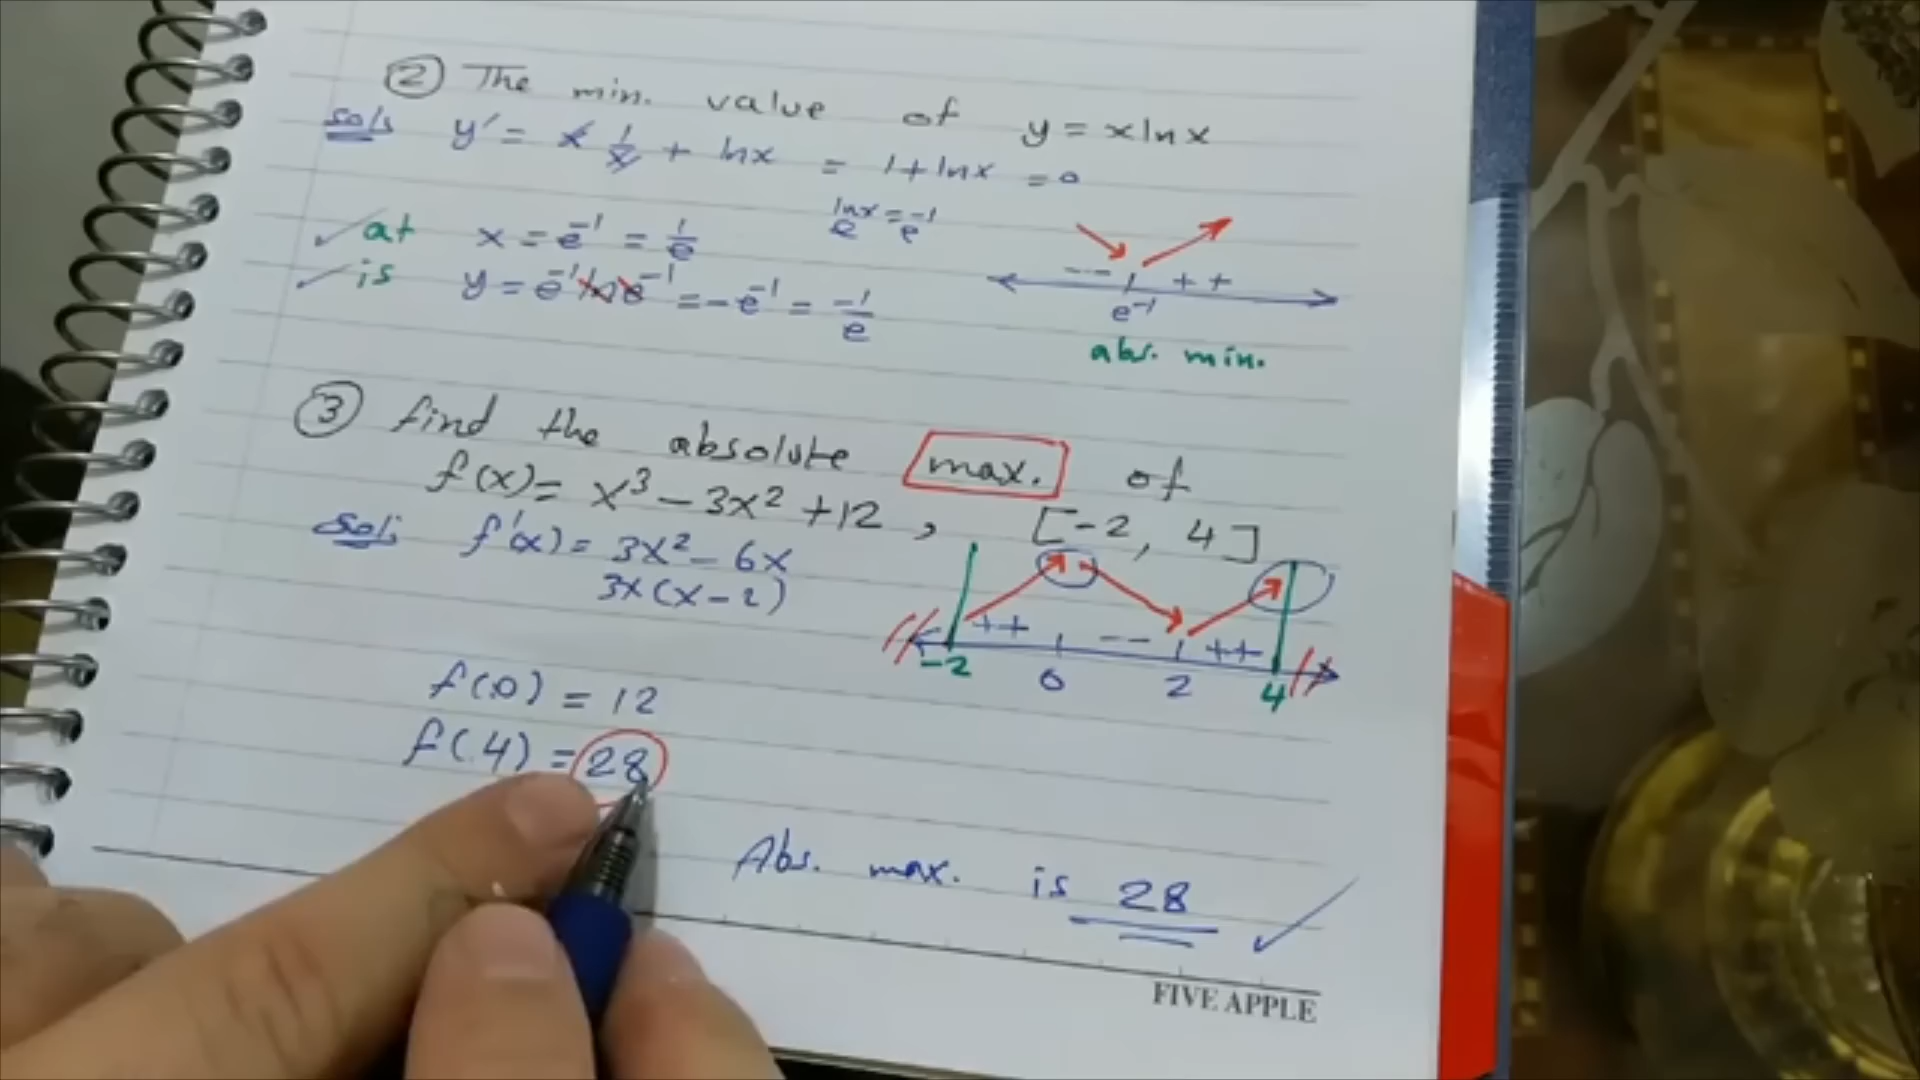 ② The min. value of y = x ln x
sol; y′ = x 1/x + ln x = 1 + ln x = 0
e^ln x = e^-1
✓ at x = e^-1 = 1/e
✓ is y = e^-1 ln e^-1 = -e^-1 = -1/e
-- ++
e^-1
abs. min.
③ find the absolute max. of
f(x) = x³ - 3x² + 12 , [-2, 4]
sol; f′(x) = 3x² - 6x
3x(x-2)
++ -- ++
-2 0 2 4
f(0) = 12
f(4) = 28
Abs. max. is 28 ✓
FIVE APPLE